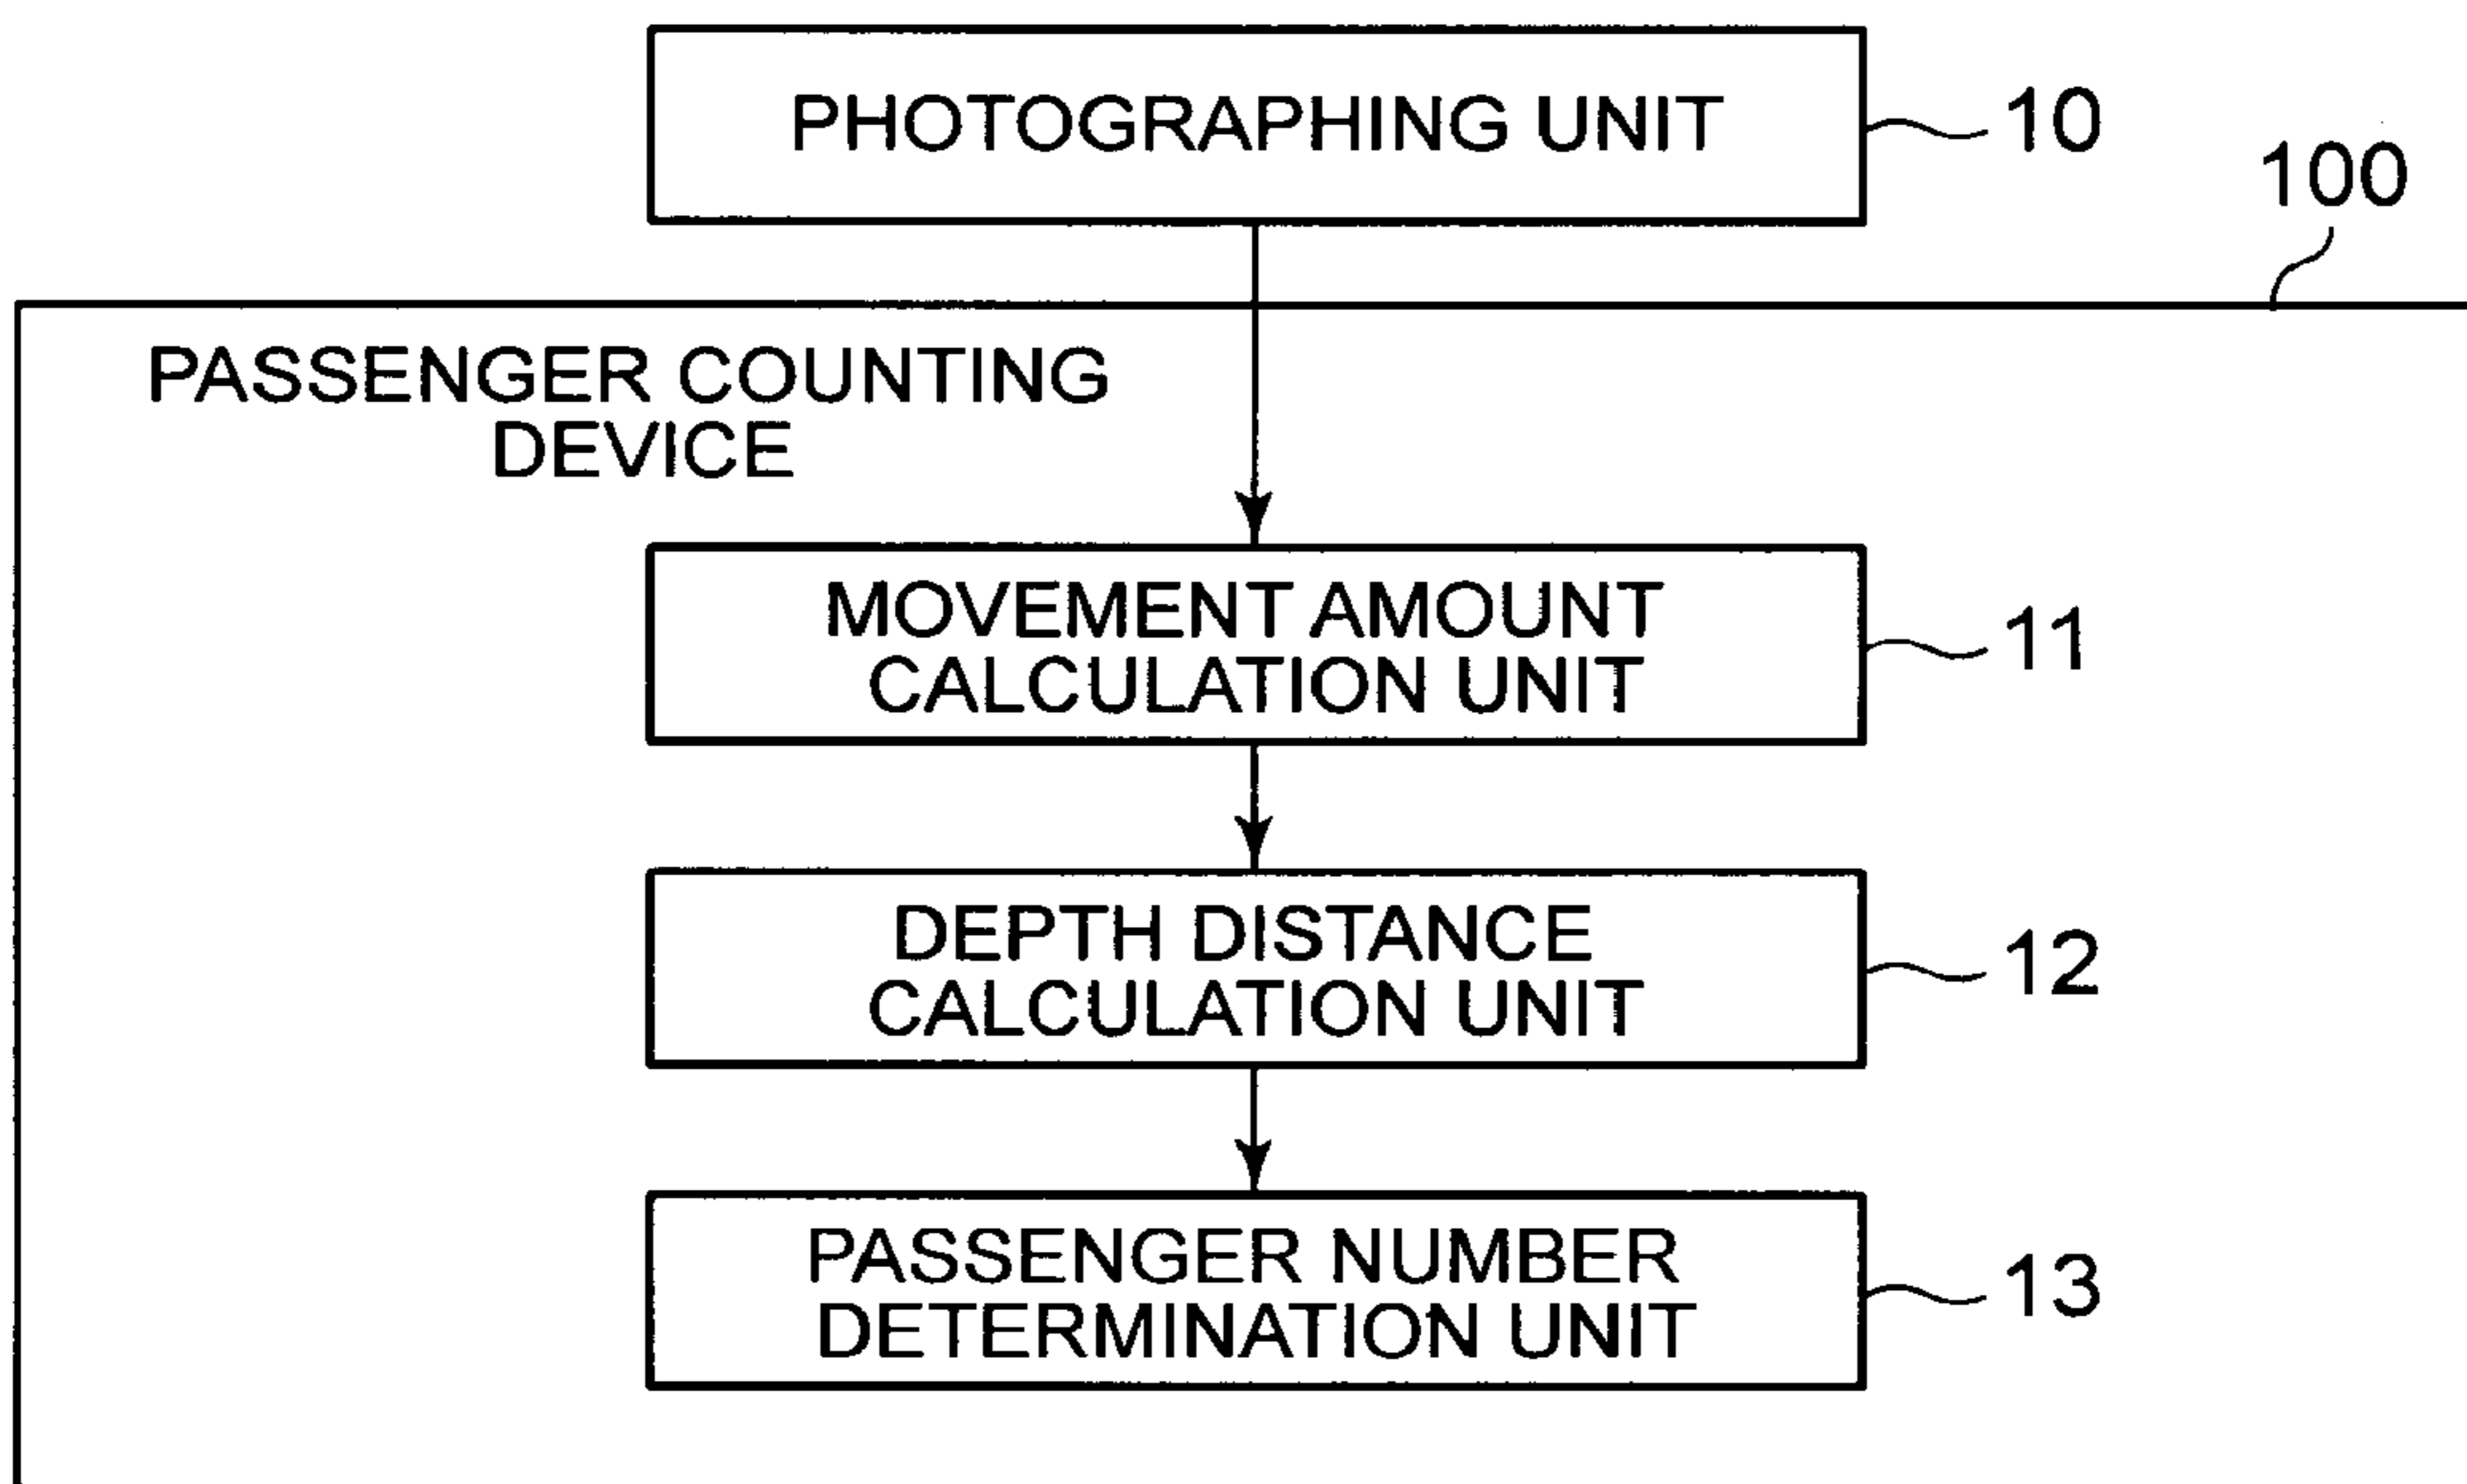 PHOTOGRAPHING UNIT
10
100
PASSENGER COUNTING
DEVICE
MOVEMENT AMOUNT
CALCULATION UNIT
11
DEPTH DISTANCE
CALCULATION UNIT
12
PASSENGER NUMBER
DETERMINATION UNIT
13